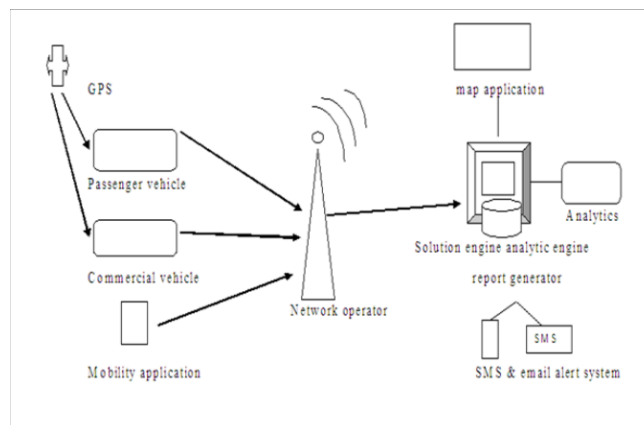 GPS
map application
Passenger vehicle
Analytics
Solution engine analytic engine
Commercial vehicle
report generator
Network operator
SMS
Mobility application
SMS & email alert system